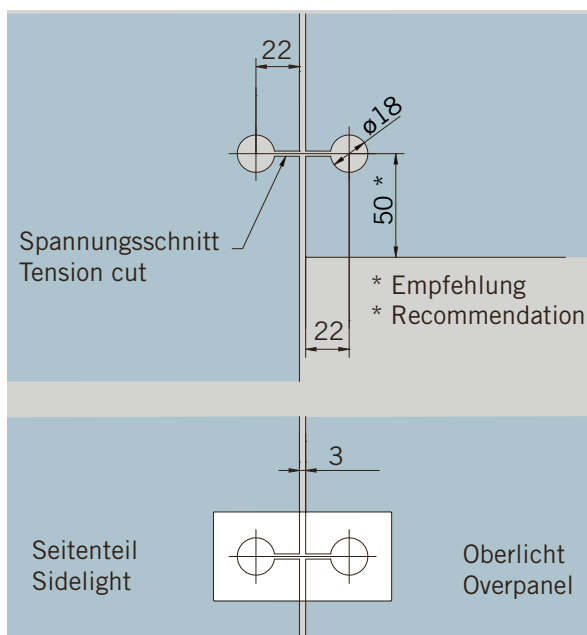 22
ø18
50 *
Spannungsschnitt
Tension cut
* Empfehlung
* Recommendation
22
3
Seitenteil
Sidelight
Oberlicht
Overpanel